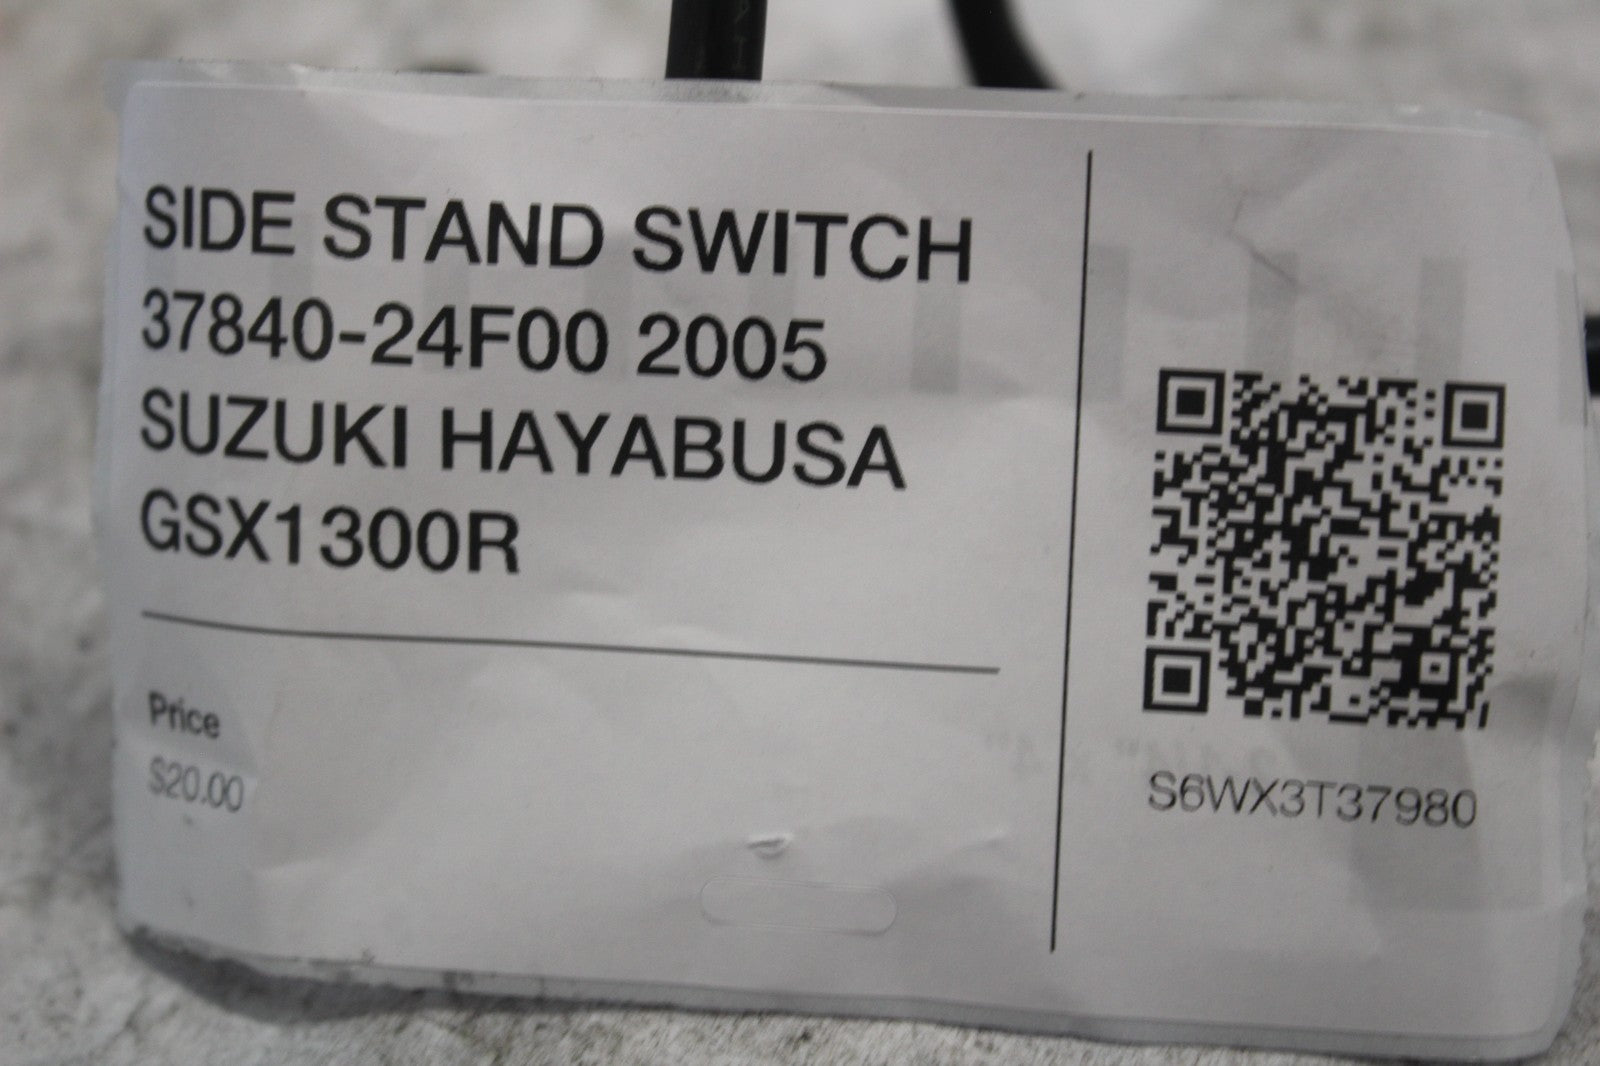 SIDE STAND SWITCH
37840-24F00 2005
SUZUKI HAYABUSA
GSX1300R
Price
$20.00
S6WX3T37980